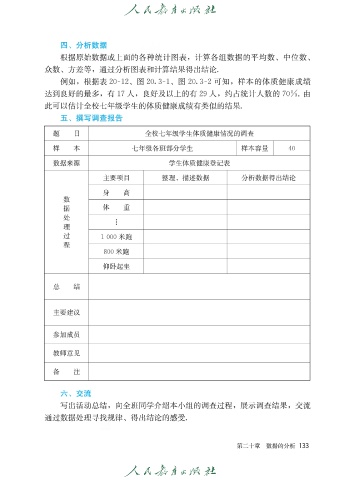 人民教育出版社
四、分析数据
根据原始数据或上面的各种统计图表，计算各组数据的平均数、中位数、
众数、方差等，通过分析图表和计算结果得出结论.
例如，根据表 20-12、图 20.3-1、图 20.3-2 可知，样本的体质健康成绩
达到良好的最多，有 17 人，良好及以上的有 29 人，约占统计人数的 70%. 由
此可以估计全校七年级学生的体质健康成绩有类似的结果.
五、撰写调查报告
题 目 全校七年级学生体质健康情况的调查
样 本 七年级各班部分学生 样本容量 40
数据来源 学生体质健康登记表
数据处理过程 主要项目 整理、描述数据 分析数据得出结论
身 高
体 重
⋮
1 000 米跑
800 米跑
仰卧起坐
总 结
主要建议
参加成员
教师意见
备 注
六、交流
写出活动总结，向全班同学介绍本小组的调查过程，展示调查结果，交流
通过数据处理寻找规律、得出结论的感受.
第二十章 数据的分析 133
人民教育出版社